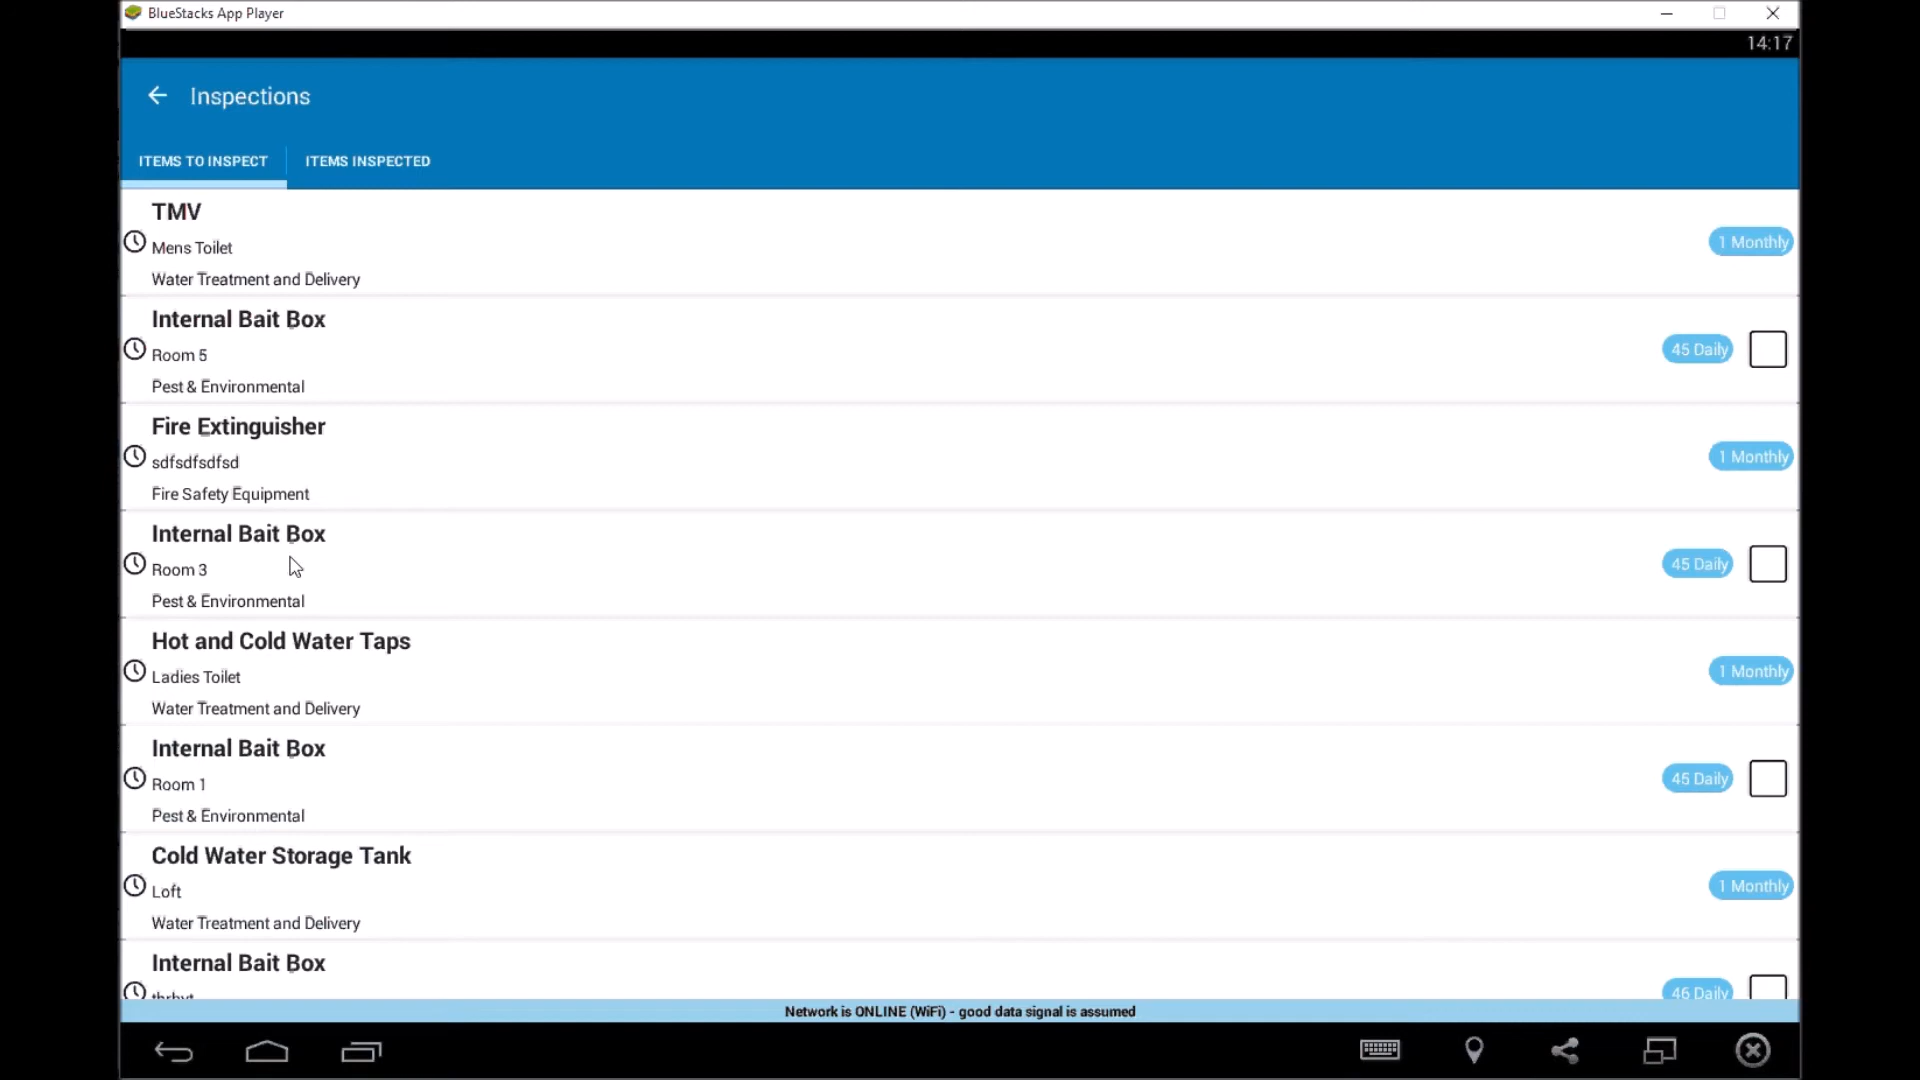 BlueStacks App Player
14:17
Inspections
ITEMS TO INSPECT
ITEMS INSPECTED
TMV
Mens Toilet
1 Monthly
Water Treatment and Delivery
Internal Bait Box
Room 5
45 Daily
Pest & Environmental
Fire Extinguisher
sdfsdfsdfsd
1 Monthly
Fire Safety Equipment
Internal Bait Box
Room 3
45 Daily
Pest & Environmental
Hot and Cold Water Taps
Ladies Toilet
1 Monthly
Water Treatment and Delivery
Internal Bait Box
Room 1
45 Daily
Pest & Environmental
Cold Water Storage Tank
Loft
1 Monthly
Water Treatment and Delivery
Internal Bait Box
46 Daily
Network is ONLINE (WiFi) - good data signal is assumed